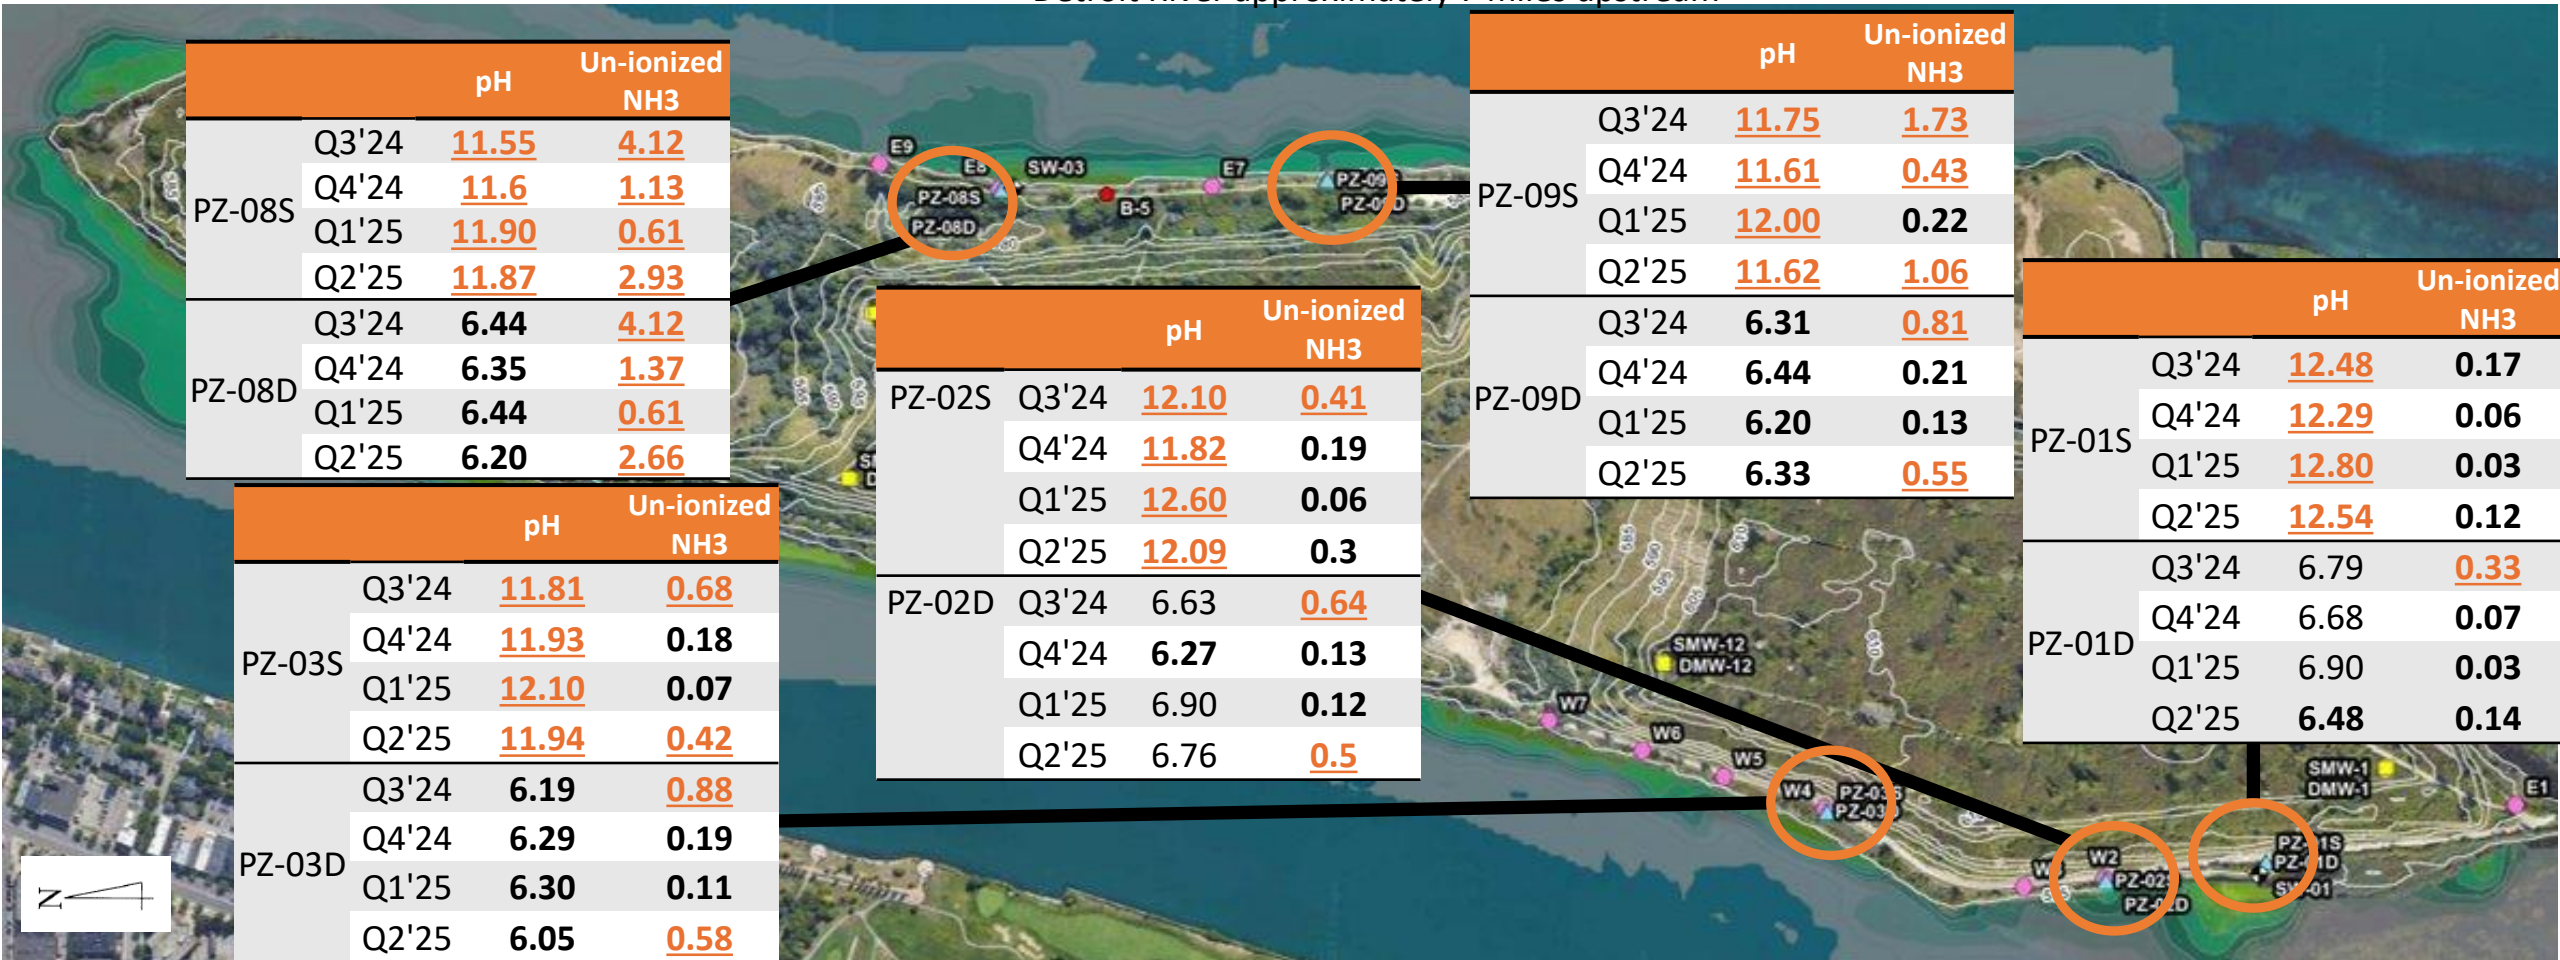 pH Un-ionized NH3
PZ-08S
Q3'24 11.55 4.12
Q4'24 11.6 1.13
Q1'25 11.90 0.61
Q2'25 11.87 2.93
PZ-08D
Q3'24 6.44 4.12
Q4'24 6.35 1.37
Q1'25 6.44 0.61
Q2'25 6.20 2.66
pH Un-ionized NH3
PZ-09S
Q3'24 11.75 1.73
Q4'24 11.61 0.43
Q1'25 12.00 0.22
Q2'25 11.62 1.06
PZ-09D
Q3'24 6.31 0.81
Q4'24 6.44 0.21
Q1'25 6.20 0.13
Q2'25 6.33 0.55
pH Un-ionized NH3
PZ-02S Q3'24 12.10 0.41
Q4'24 11.82 0.19
Q1'25 12.60 0.06
Q2'25 12.09 0.3
PZ-02D Q3'24 6.63 0.64
Q4'24 6.27 0.13
Q1'25 6.90 0.12
Q2'25 6.76 0.5
pH Un-ionized NH3
PZ-01S
Q3'24 12.48 0.17
Q4'24 12.29 0.06
Q1'25 12.80 0.03
Q2'25 12.54 0.12
PZ-01D
Q3'24 6.79 0.33
Q4'24 6.68 0.07
Q1'25 6.90 0.03
Q2'25 6.48 0.14
pH Un-ionized NH3
PZ-03S
Q3'24 11.81 0.68
Q4'24 11.93 0.18
Q1'25 12.10 0.07
Q2'25 11.94 0.42
PZ-03D
Q3'24 6.19 0.88
Q4'24 6.29 0.19
Q1'25 6.30 0.11
Q2'25 6.05 0.58
E9
E8
SW-03
E7
PZ-08S
PZ-08D
B-5
SMW-12
DMW-12
W7
W6
W5
W4
W2
PZ-02D
SMW-1
DMW-1
E1
PZ-01D
SW-01
585
590
595
605
610
N